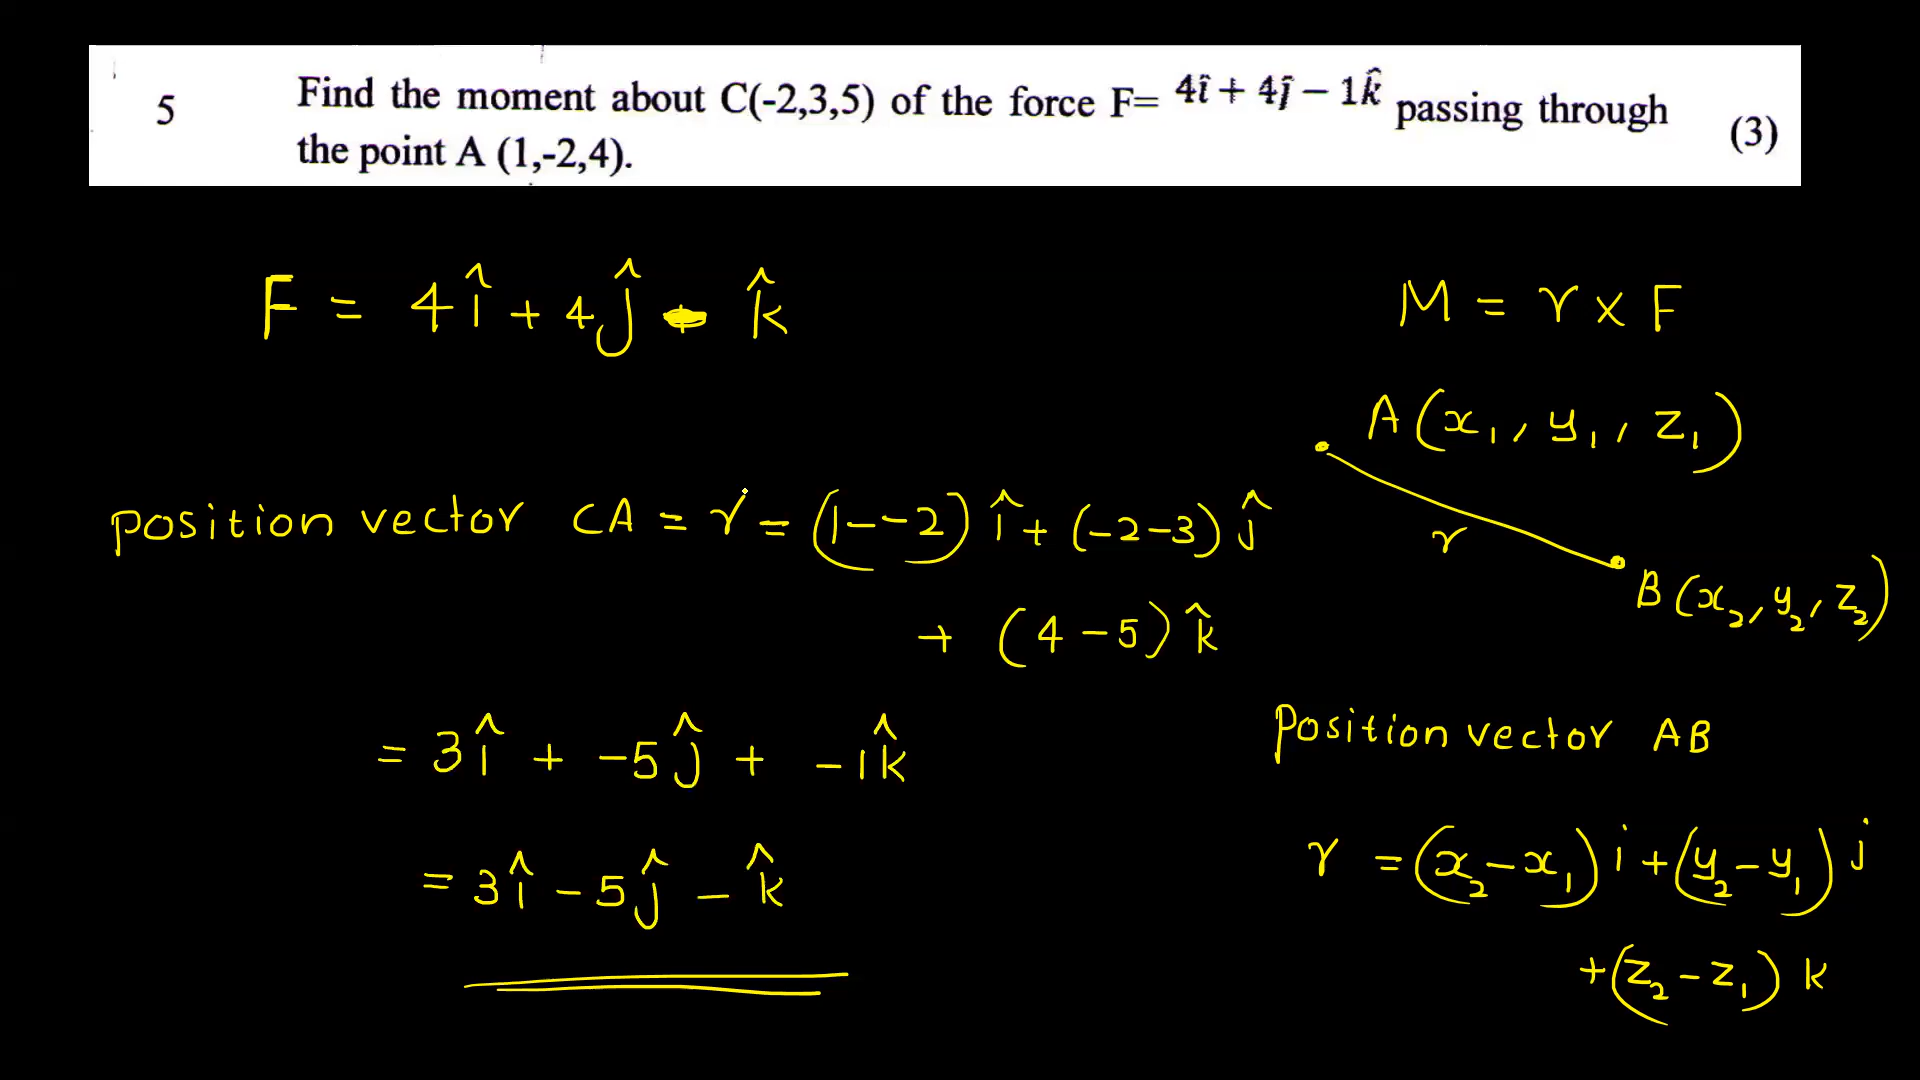 5 Find the moment about C(-2,3,5) of the force F= 4î + 4ĵ − 1k̂ passing through
the point A (1,-2,4). (3)
F = 4î + 4ĵ - k̂
M = r × F
A(x₁, y₁, z₁)
r
B(x₂, y₂, z₂)
position vector CA = r = (1--2) î + (-2-3) ĵ
+ (4-5) k̂
= 3î + -5ĵ + -1k̂
= 3î - 5ĵ - k̂
Position vector AB
r = (x₂-x₁) i + (y₂-y₁) j
+ (z₂-z₁) k